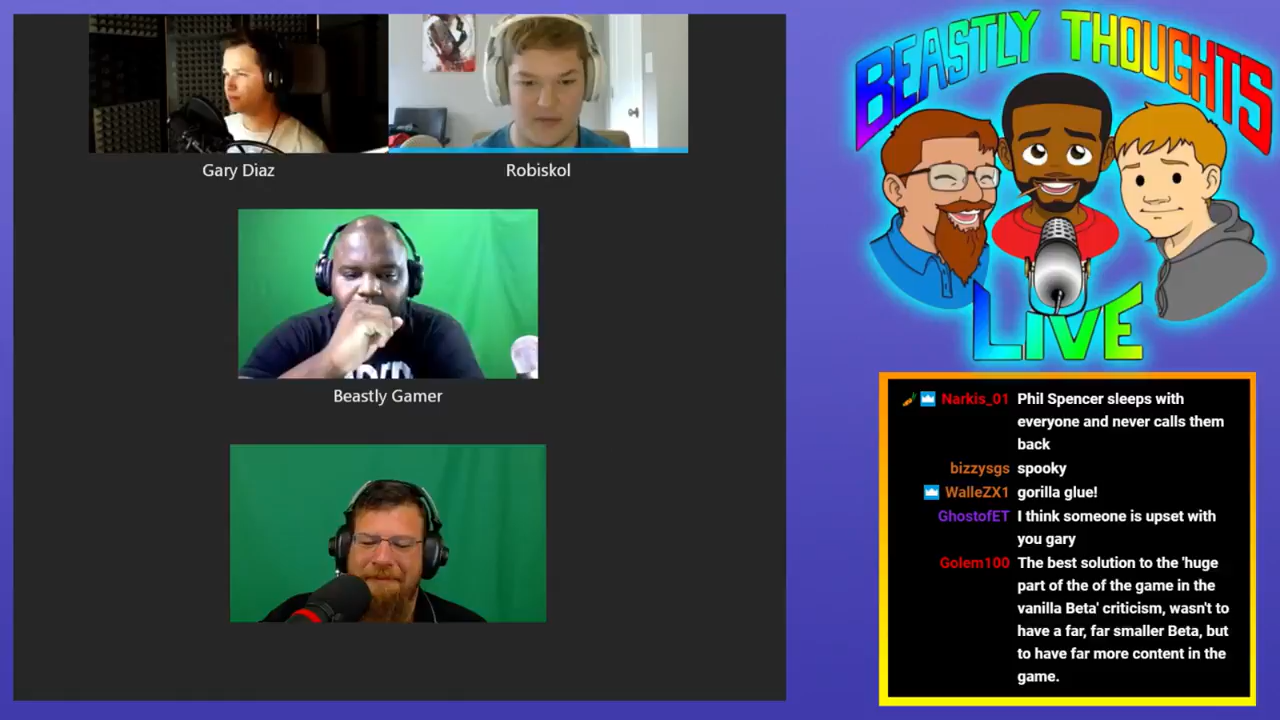 BEASTLY THOUGHTS
LIVE
Gary Diaz
Robiskol
Beastly Gamer
Narkis_01 Phil Spencer sleeps with
everyone and never calls them
back
bizzysgs spooky
WalleZX1 gorilla glue!
GhostofET I think someone is upset with
you gary
Golem100 The best solution to the 'huge
part of the of the game in the
vanilla Beta' criticism, wasn't to
have a far, far smaller Beta, but
to have far more content in the
game.